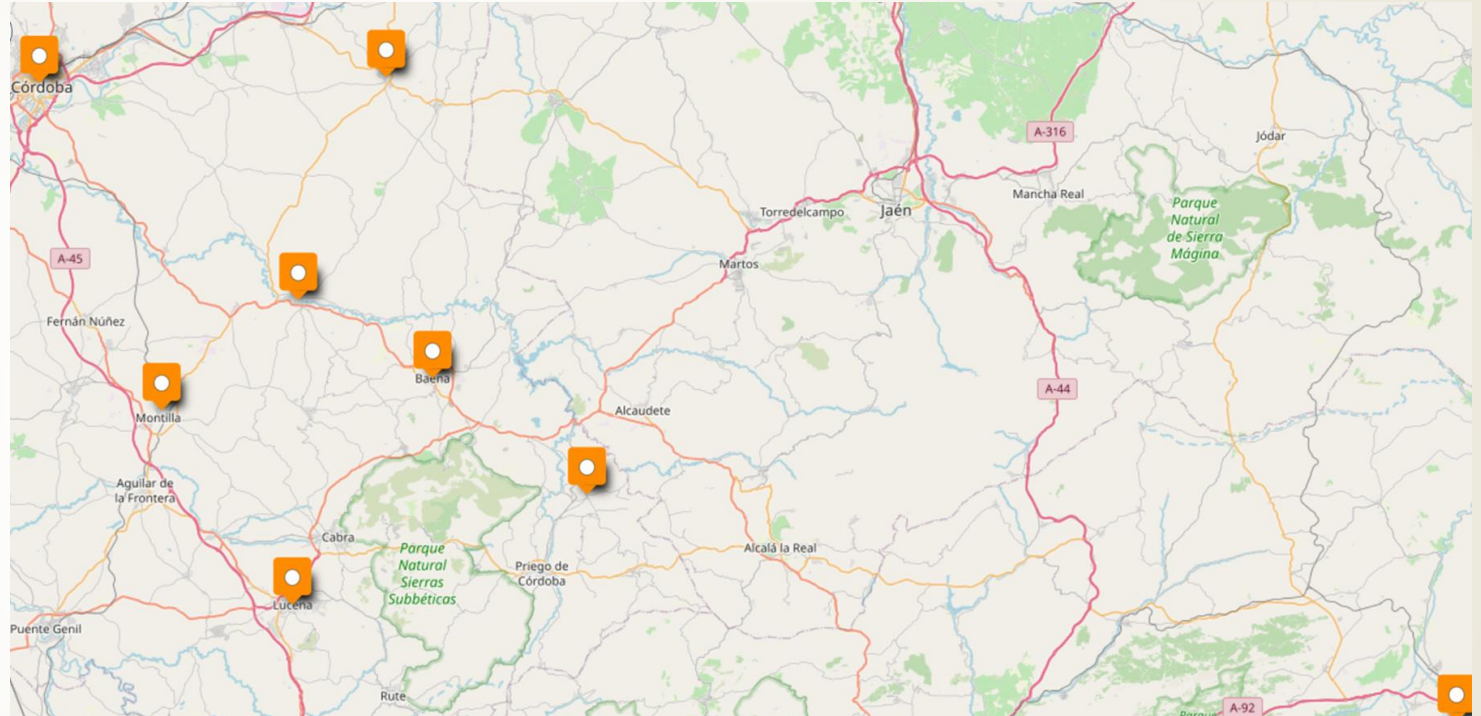 Córdoba
A-316
Jódar
Mancha Real
Parque
Natural
de Sierra
Mágina
Torredelcampo
Jaén
A-45
Martos
Fernán Núñez
Baena
A-44
Montilla
Alcaudete
Aguilar de
la Frontera
Cabra
Parque
Natural
Sierras
Subbéticas
Alcalá la Real
Priego de
Córdoba
Lucena
Puente Genil
Rute
A-92
Parque